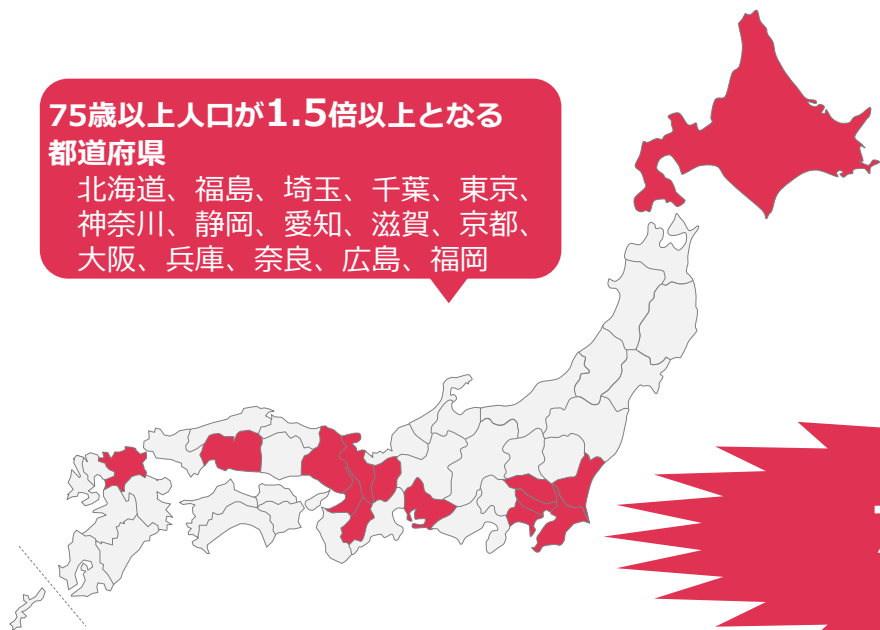 75歳以上人口が1.5倍以上となる
都道府県
北海道、福島、埼玉、千葉、東京、
神奈川、静岡、愛知、滋賀、京都、
大阪、兵庫、奈良、広島、福岡